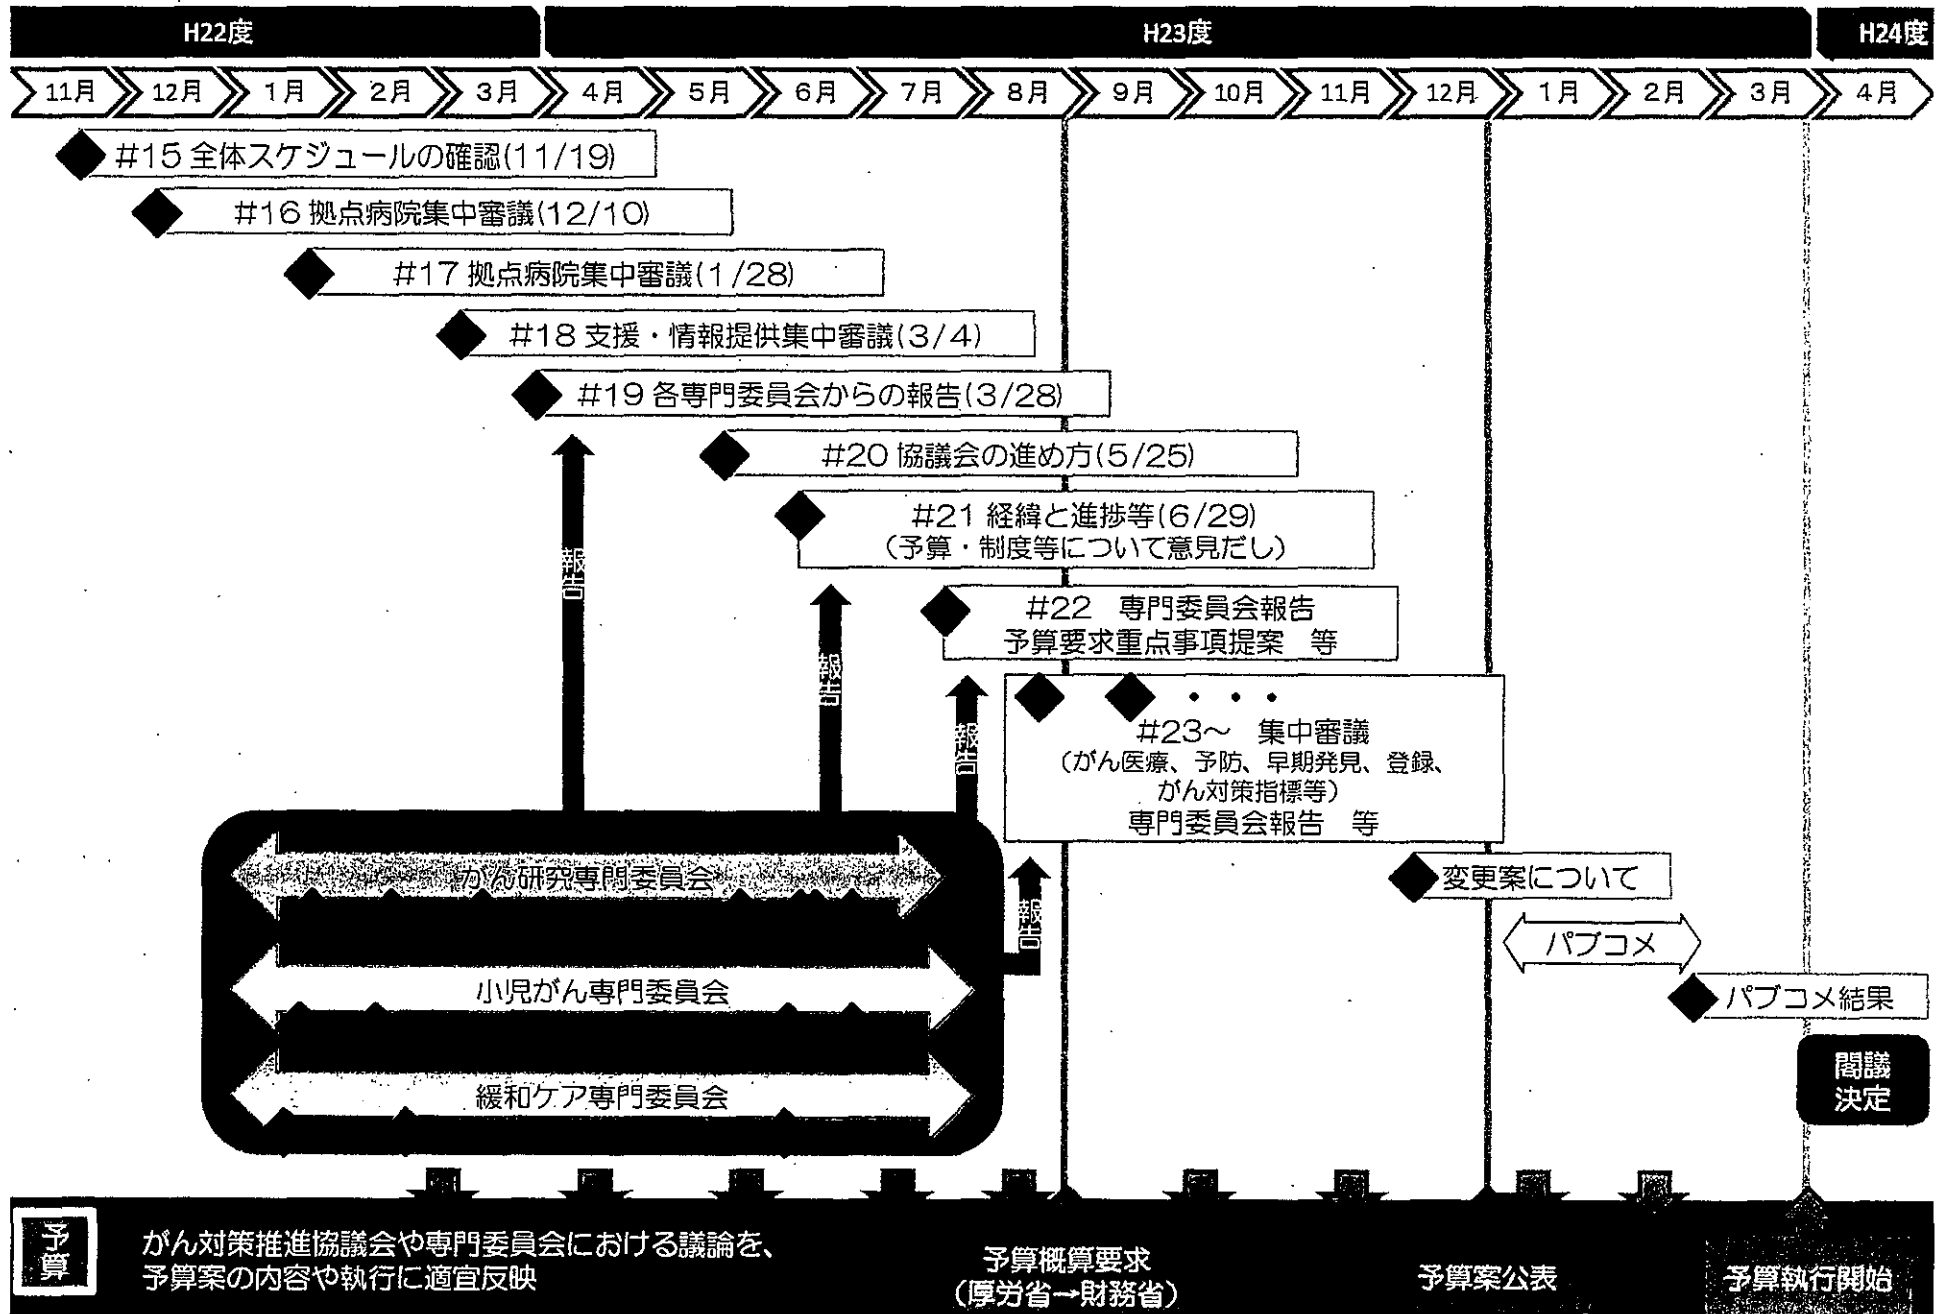 H22度
H23度
H24度
11月
12月
1月
2月
3月
4月
5月
6月
7月
8月
9月
10月
11月
12月
1月
2月
3月
4月
#15 全体スケジュールの確認(11/19)
#16 拠点病院集中審議(12/10)
#17 拠点病院集中審議(1/28)
#18 支援・情報提供集中審議(3/4)
#19 各専門委員会からの報告(3/28)
#20 協議会の進め方(5/25)
#21 経緯と進捗等(6/29)
(予算・制度等について意見だし)
#22 専門委員会報告
予算要求重点事項提案 等
・・・
#23～ 集中審議
(がん医療、予防、早期発見、登録、
がん対策指標等)
専門委員会報告 等
報告
報告
報告
報告
がん研究専門委員会
小児がん専門委員会
緩和ケア専門委員会
変更案について
パブコメ
パブコメ結果
閣議
決定
予算
がん対策推進協議会や専門委員会における議論を、
予算案の内容や執行に適宜反映
予算概算要求
(厚労省→財務省)
予算案公表
予算執行開始